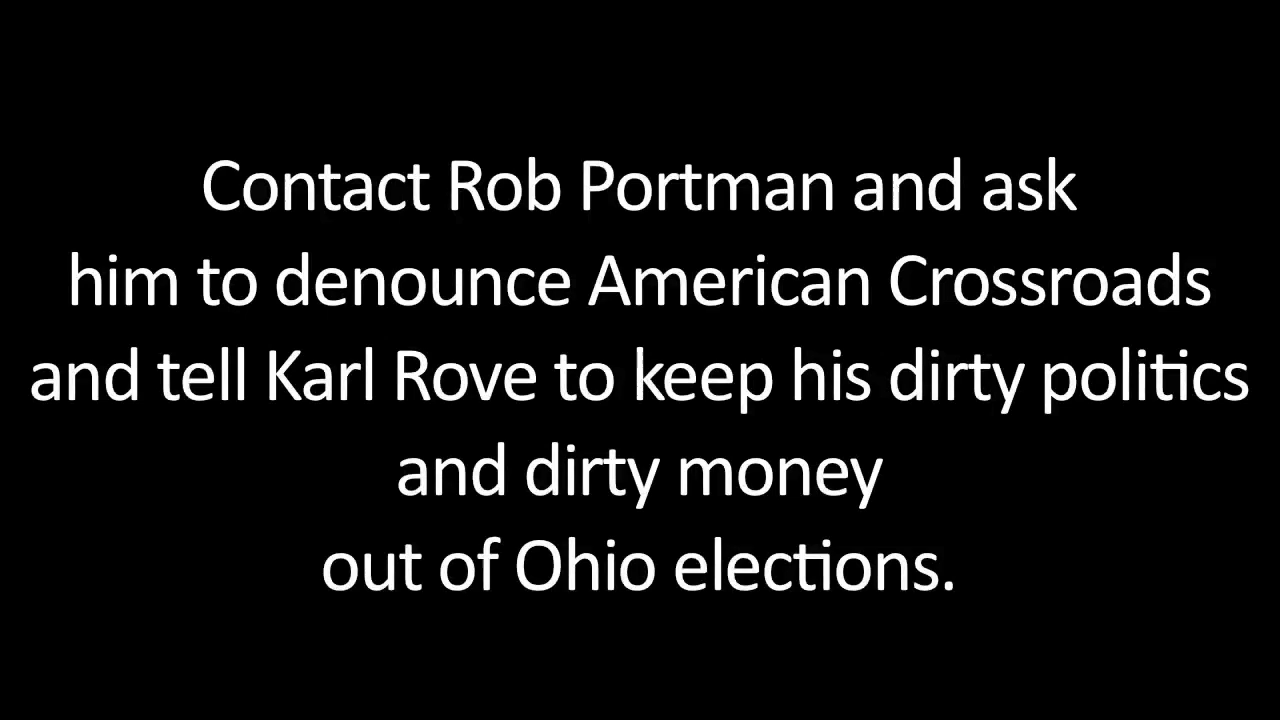 Contact Rob Portman and ask
him to denounce American Crossroads
and tell Karl Rove to keep his dirty politics
and dirty money
out of Ohio elections.